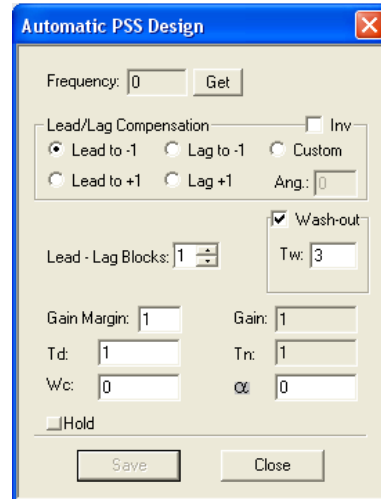 Automatic PSS Design
Frequency: 0 Get
Lead/Lag Compensation Inv
Lead to -1 Lag to -1 Custom
Lead to +1 Lag +1 Ang.: 0
Wash-out
Lead - Lag Blocks: 1 Tw: 3
Gain Margin: 1 Gain: 1
Td: 1 Tn: 1
Wc: 0 α 0
Hold
Save Close